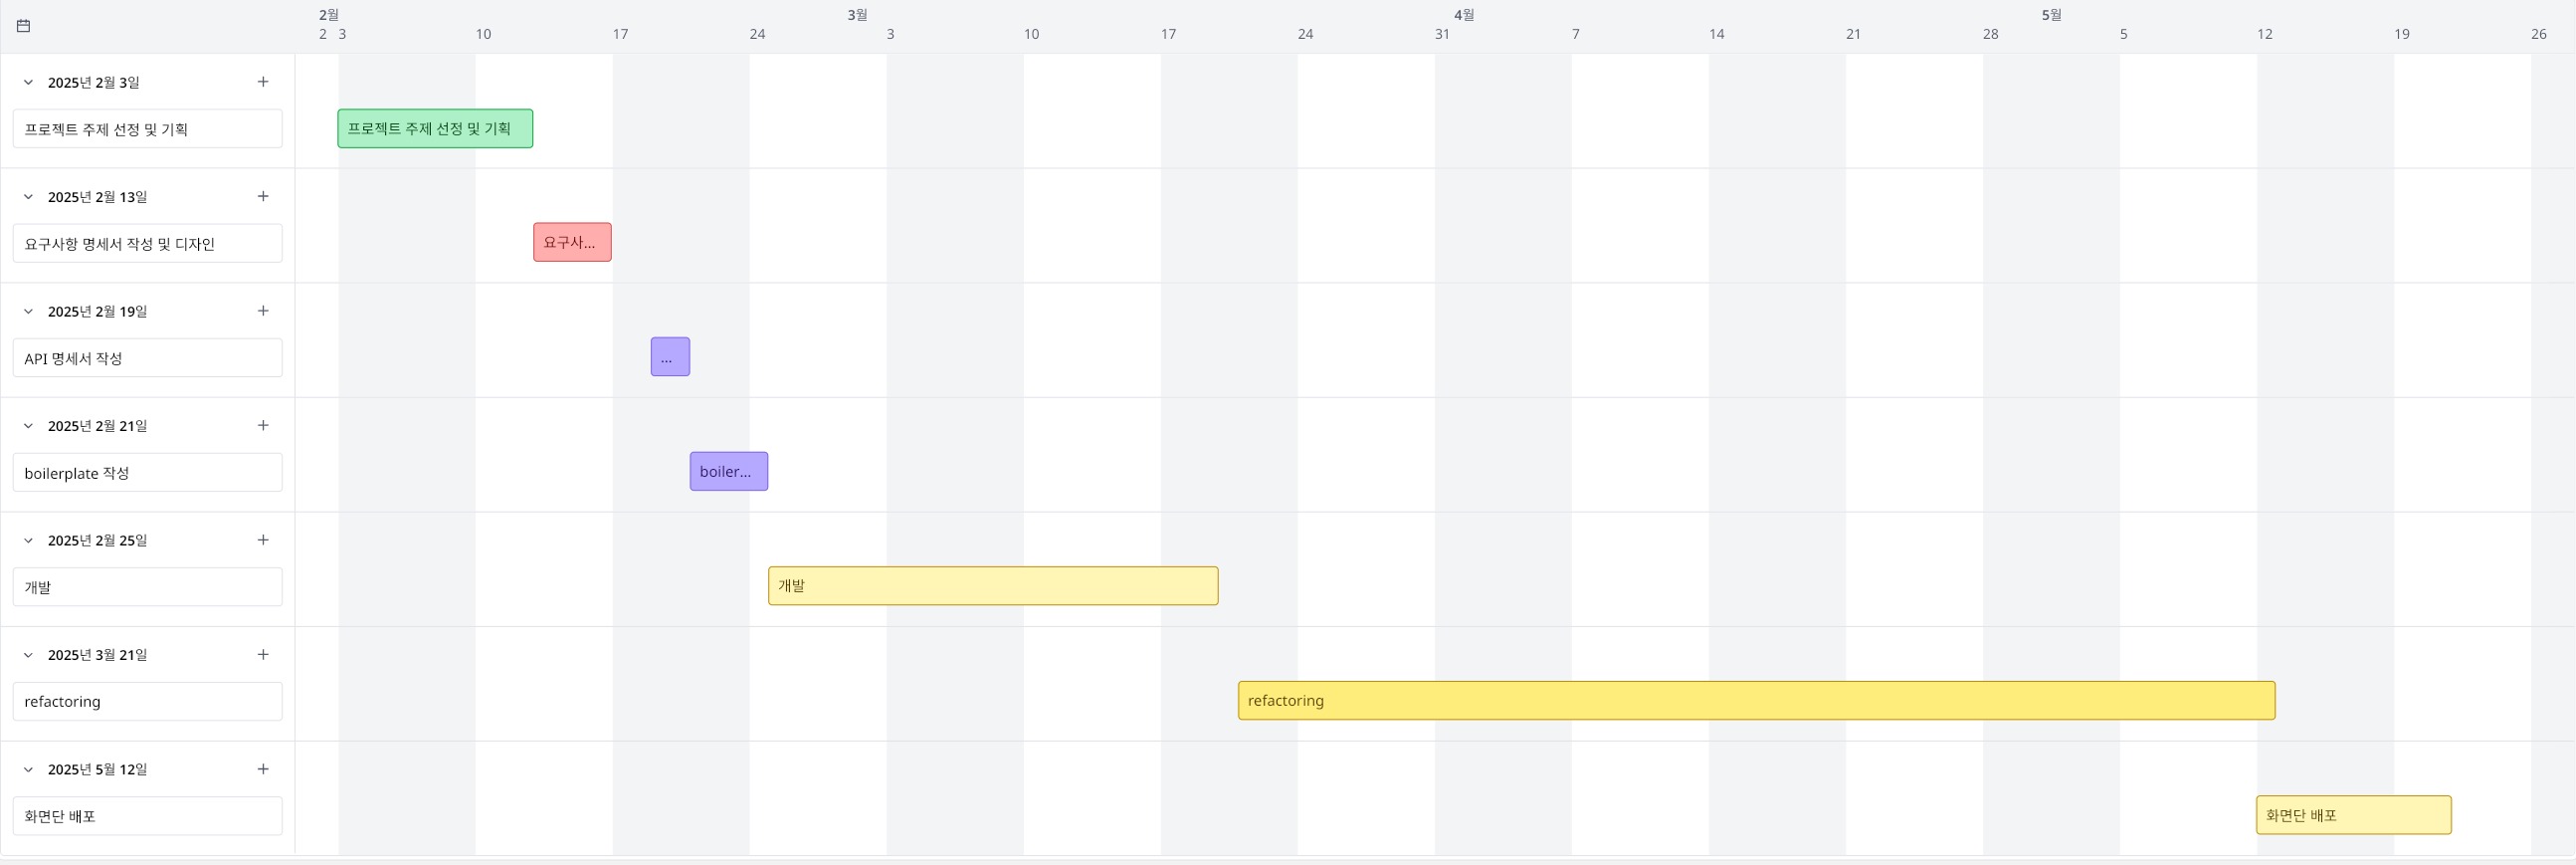 2월 3월 4월 5월
2 3 10 17 24 3 10 17 24 31 7 14 21 28 5 12 19 26
2025년 2월 3일
프로젝트 주제 선정 및 기획
프로젝트 주제 선정 및 기획
2025년 2월 13일
요구사항 명세서 작성 및 디자인
요구사...
2025년 2월 19일
API 명세서 작성
...
2025년 2월 21일
boilerplate 작성
boiler...
2025년 2월 25일
개발
개발
2025년 3월 21일
refactoring
refactoring
2025년 5월 12일
화면단 배포
화면단 배포